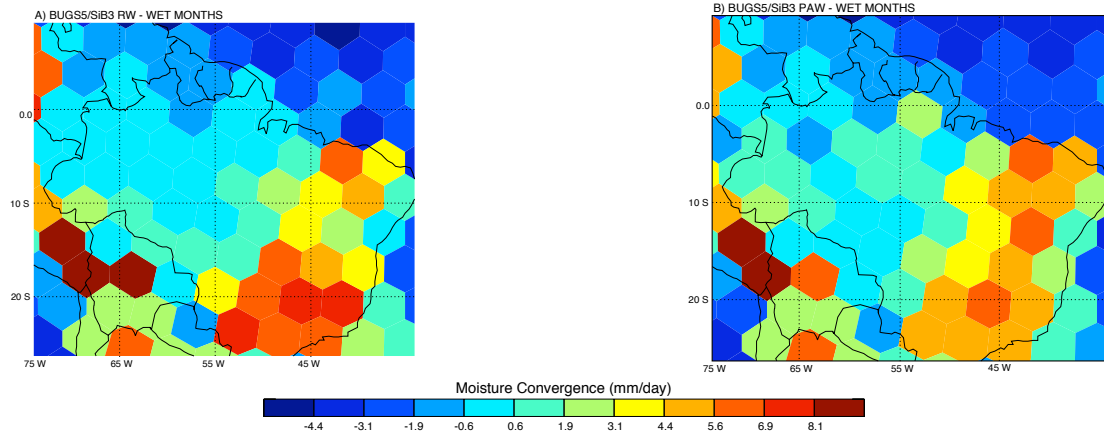 A) BUGS5/SiB3 RW - WET MONTHS
B) BUGS5/SiB3 PAW - WET MONTHS
0.0
10 S
20 S
75 W 65 W 55 W 45 W
0.0
10 S
20 S
75 W 65 W 55 W 45 W
Moisture Convergence (mm/day)
-4.4 -3.1 -1.9 -0.6 0.6 1.9 3.1 4.4 5.6 6.9 8.1